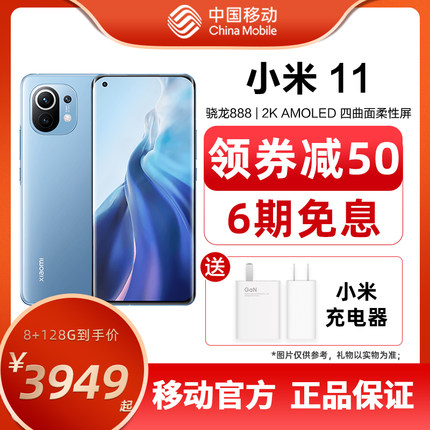 中国移动
China Mobile
小米 11
骁龙888 | 2K AMOLED 四曲面柔性屏
领券减50
6期免息
送
GaN
小米
充电器
*图片仅供参考，礼物以实物为准;
xiaomi
8+128G到手价
¥3949起
移动官方 正品保证